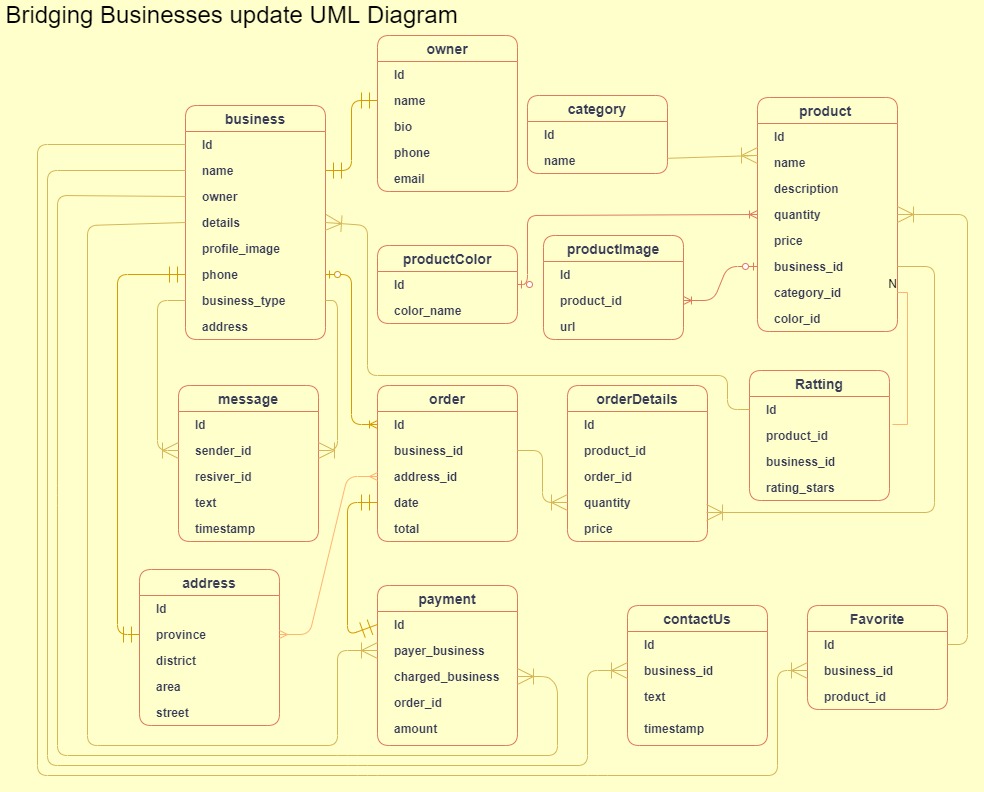 Bridging Businesses update UML Diagram
owner
Id
name
bio
phone
email
category
Id
name
product
Id
name
description
quantity
price
business_id
category_id
color_id
N
business
Id
name
owner
details
profile_image
phone
business_type
address
productColor
Id
color_name
productImage
Id
product_id
url
message
Id
sender_id
resiver_id
text
timestamp
order
Id
business_id
address_id
date
total
orderDetails
Id
product_id
order_id
quantity
price
Ratting
Id
product_id
business_id
rating_stars
address
Id
province
district
area
street
payment
Id
payer_business
charged_business
order_id
amount
contactUs
Id
business_id
text
timestamp
Favorite
Id
business_id
product_id